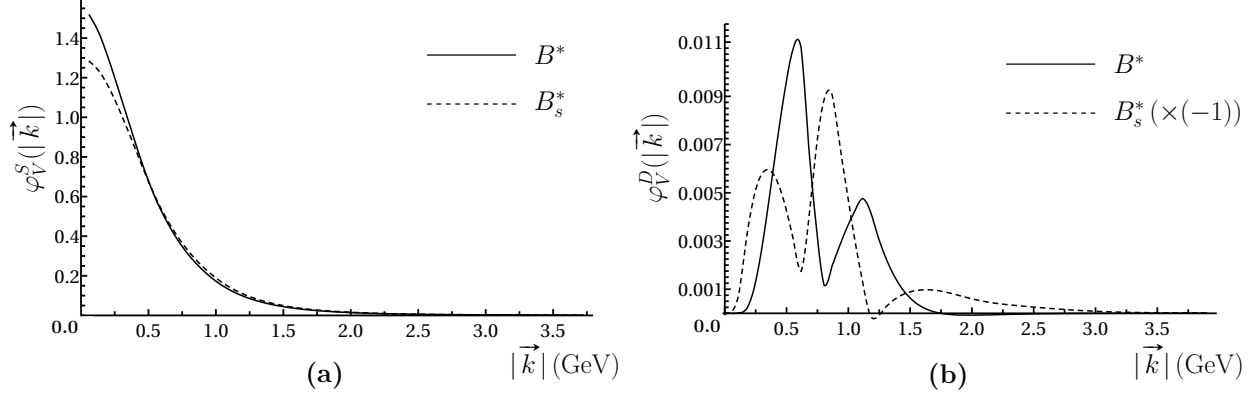 φ_V^S(|k⃗|)
1.4
1.2
1.0
0.8
0.6
0.4
0.2
0.0
0.5 1.0 1.5 2.0 2.5 3.0 3.5
B*
B_s*
|k⃗| (GeV)
(a)
φ_V^D(|k⃗|)
0.011
0.009
0.007
0.005
0.003
0.001
0.0
0.5 1.0 1.5 2.0 2.5 3.0 3.5
B*
B_s* (×(−1))
|k⃗| (GeV)
(b)